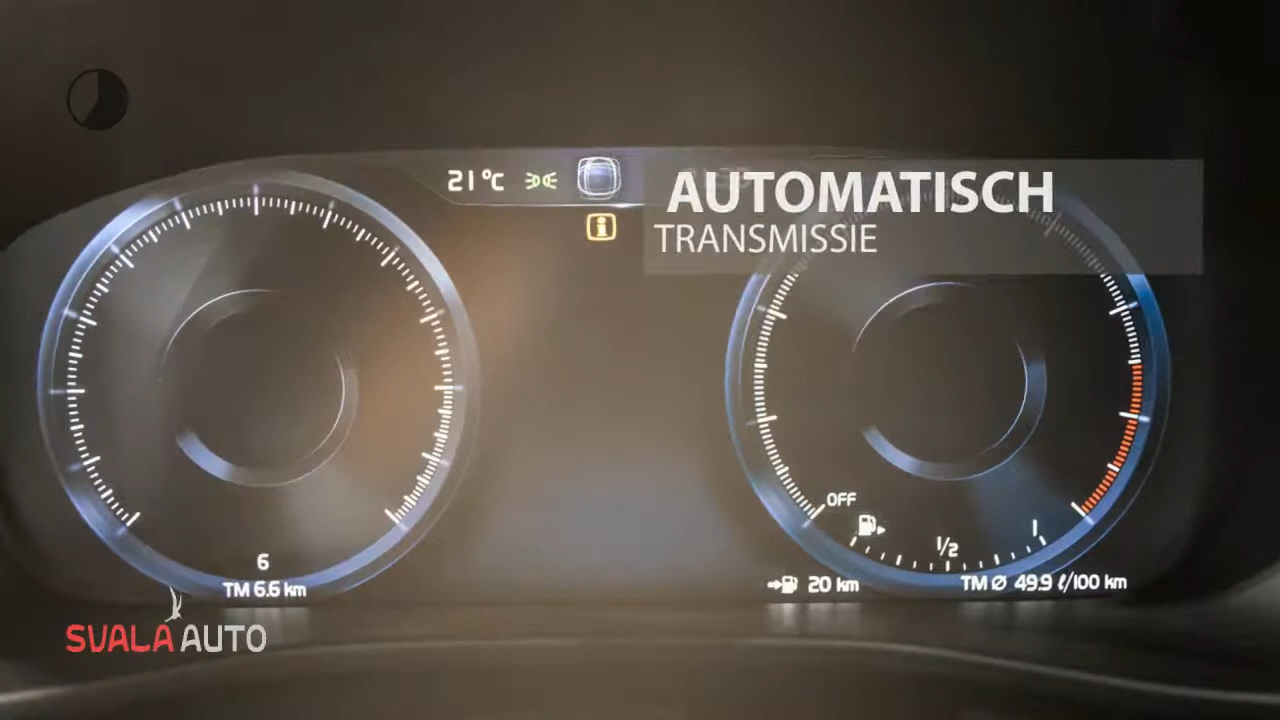 21°C
AUTOMATISCH
TRANSMISSIE
OFF
1/2
1
6
TM 6.6 km
20 km
TM Ø 49.9 ℓ/100 km
SVALA AUTO